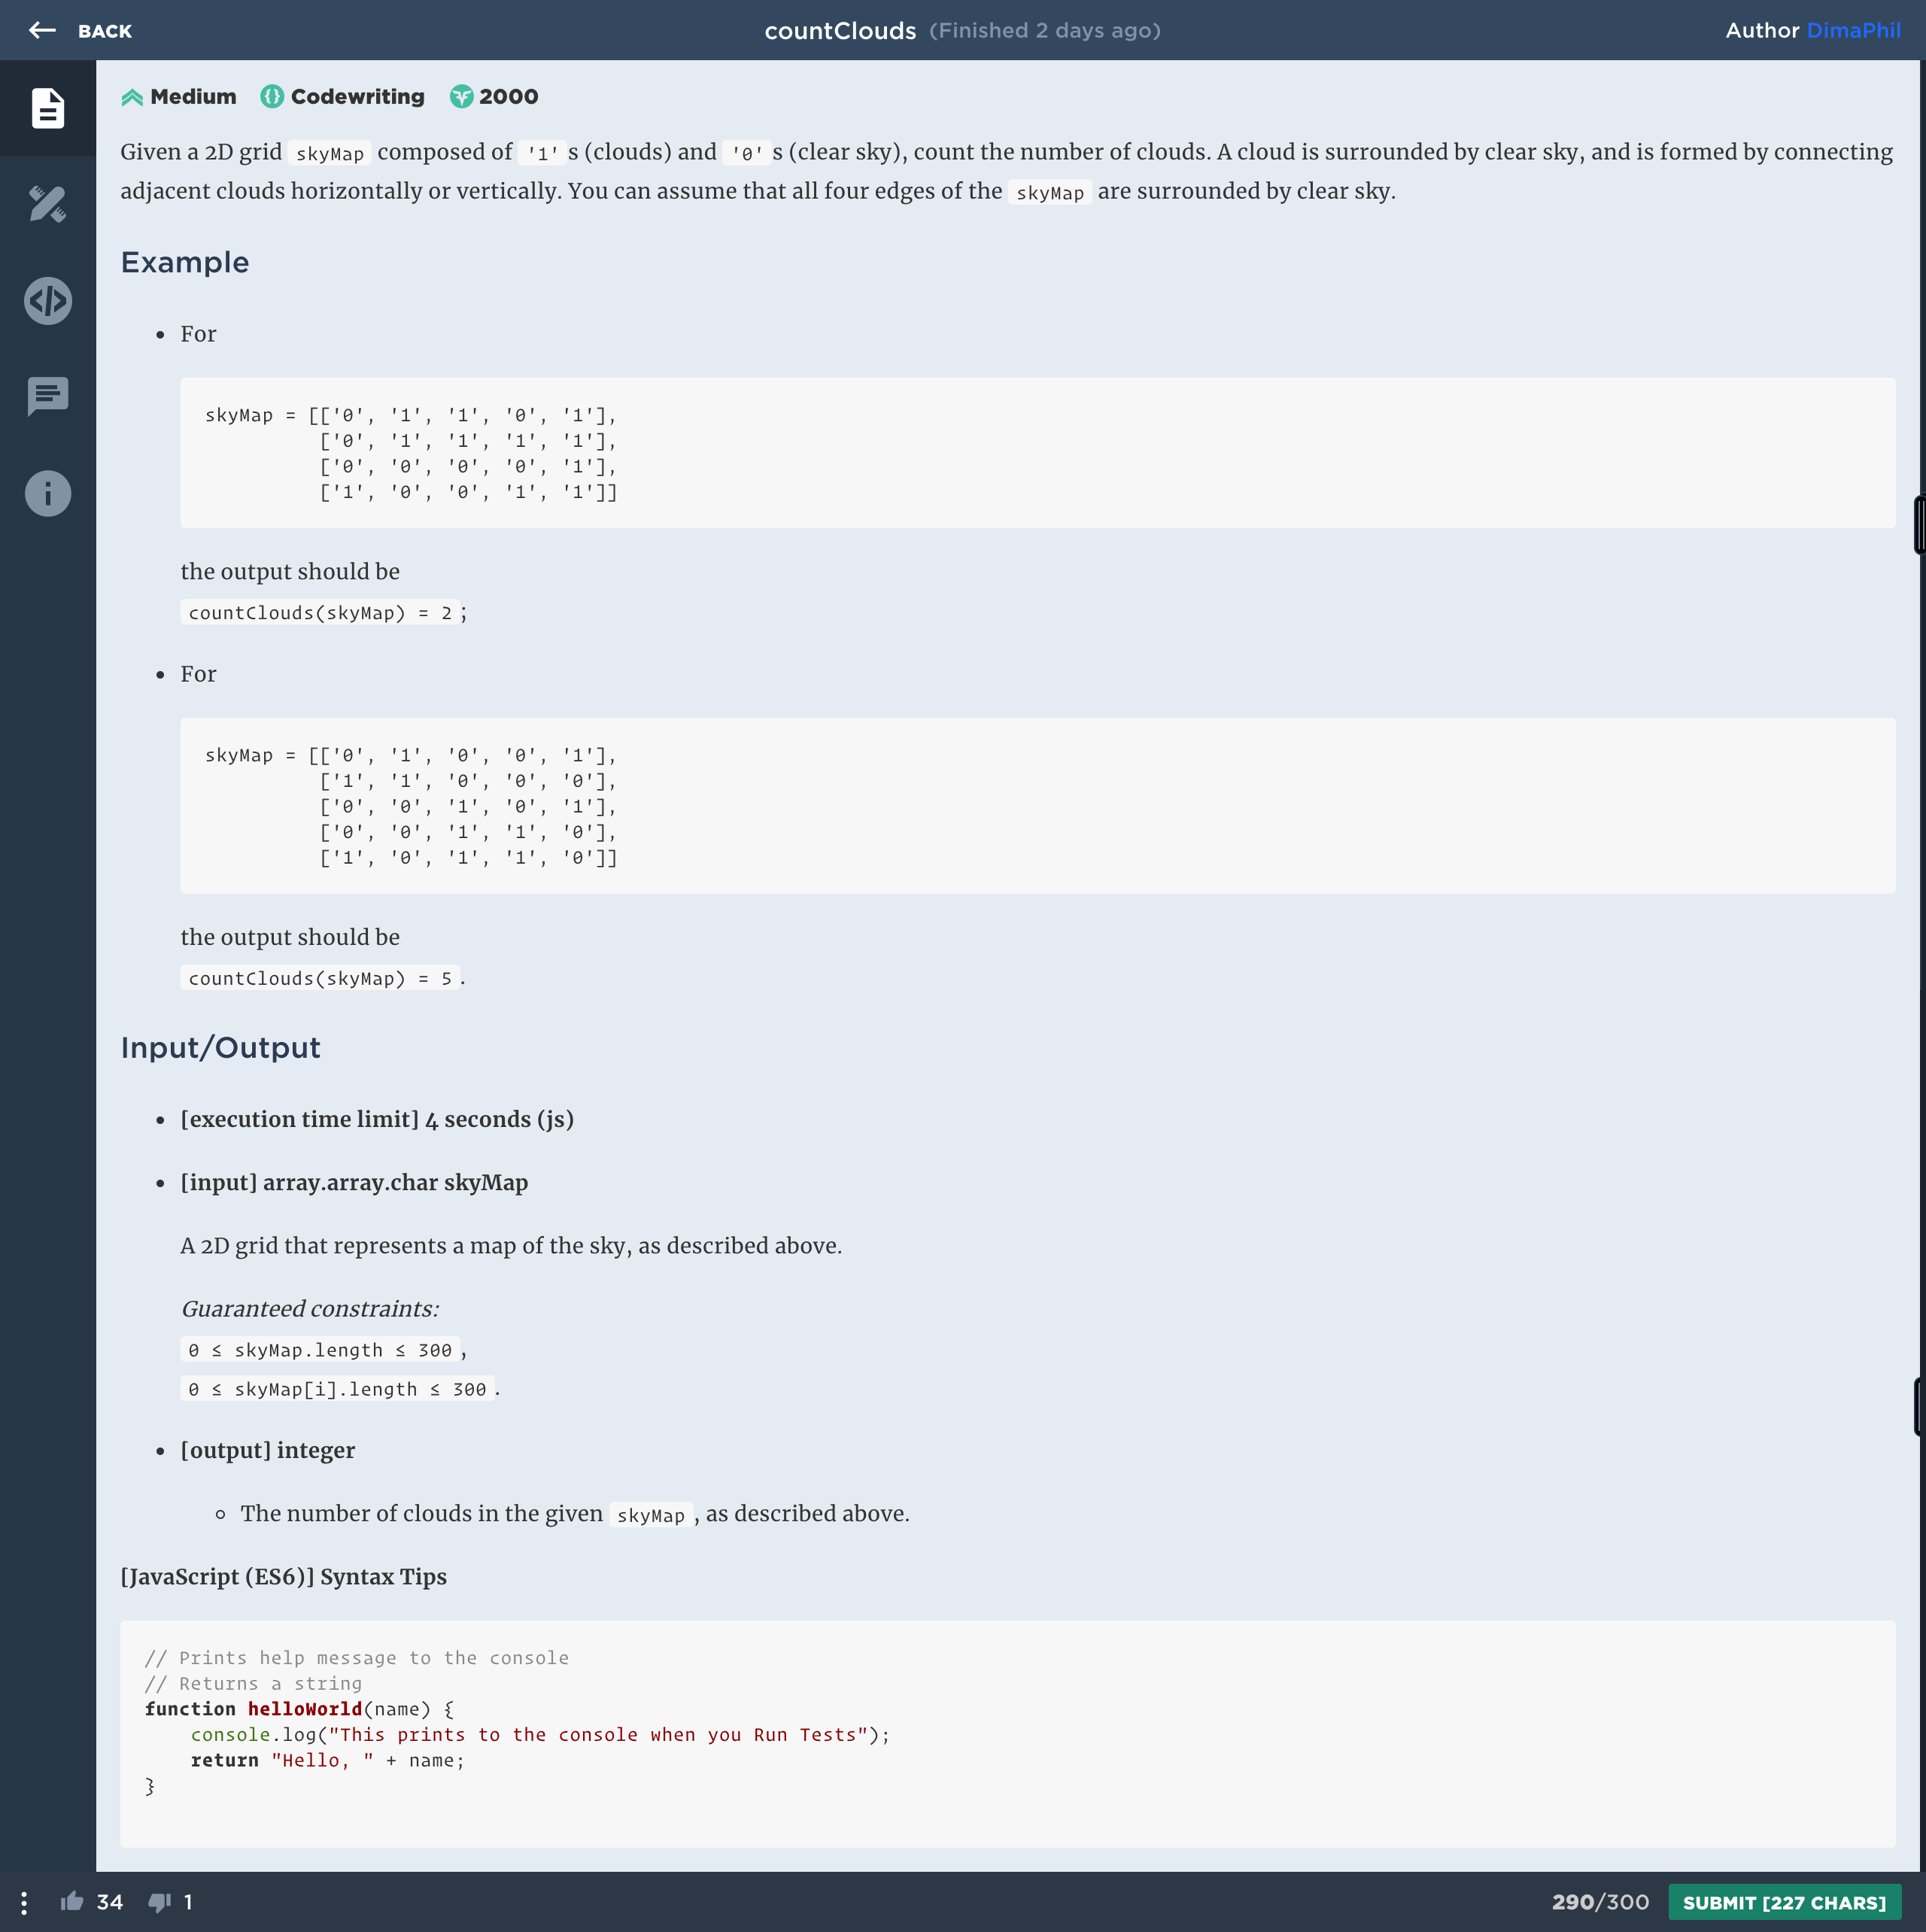 BACK
countClouds (Finished 2 days ago)
Author DimaPhil
Medium Codewriting 2000
Given a 2D grid skyMap composed of '1's (clouds) and '0's (clear sky), count the number of clouds. A cloud is surrounded by clear sky, and is formed by connecting
adjacent clouds horizontally or vertically. You can assume that all four edges of the skyMap are surrounded by clear sky.
Example
• For
skyMap = [['0', '1', '1', '0', '1'],
['0', '1', '1', '1', '1'],
['0', '0', '0', '0', '1'],
['1', '0', '0', '1', '1']]
the output should be
countClouds(skyMap) = 2;
• For
skyMap = [['0', '1', '0', '0', '1'],
['1', '1', '0', '0', '0'],
['0', '0', '1', '0', '1'],
['0', '0', '1', '1', '0'],
['1', '0', '1', '1', '0']]
the output should be
countClouds(skyMap) = 5.
Input/Output
• [execution time limit] 4 seconds (js)
• [input] array.array.char skyMap
A 2D grid that represents a map of the sky, as described above.
Guaranteed constraints:
0 ≤ skyMap.length ≤ 300,
0 ≤ skyMap[i].length ≤ 300.
• [output] integer
◦ The number of clouds in the given skyMap, as described above.
[JavaScript (ES6)] Syntax Tips
// Prints help message to the console
// Returns a string
function helloWorld(name) {
console.log("This prints to the console when you Run Tests");
return "Hello, " + name;
}
34 1
290/300
SUBMIT [227 CHARS]